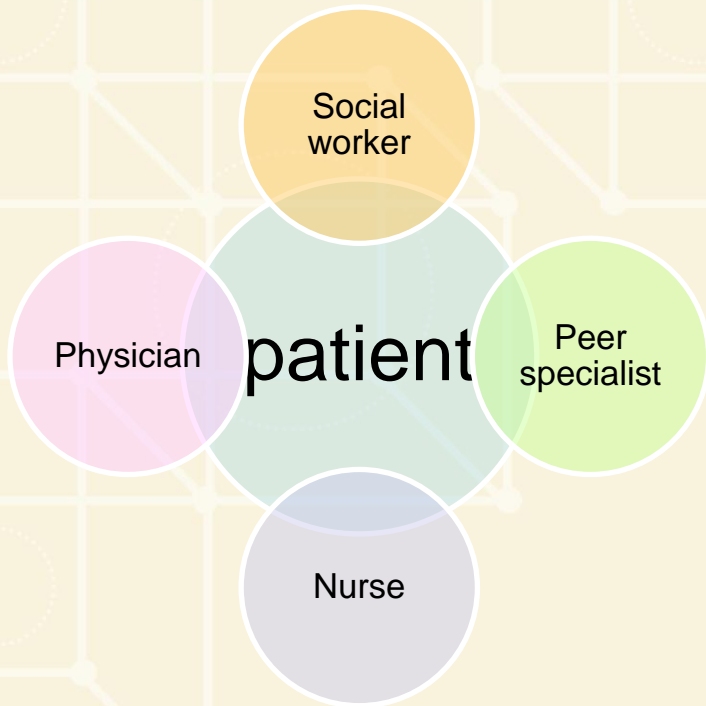 Social
worker
Physician
patient
Peer
specialist
Nurse